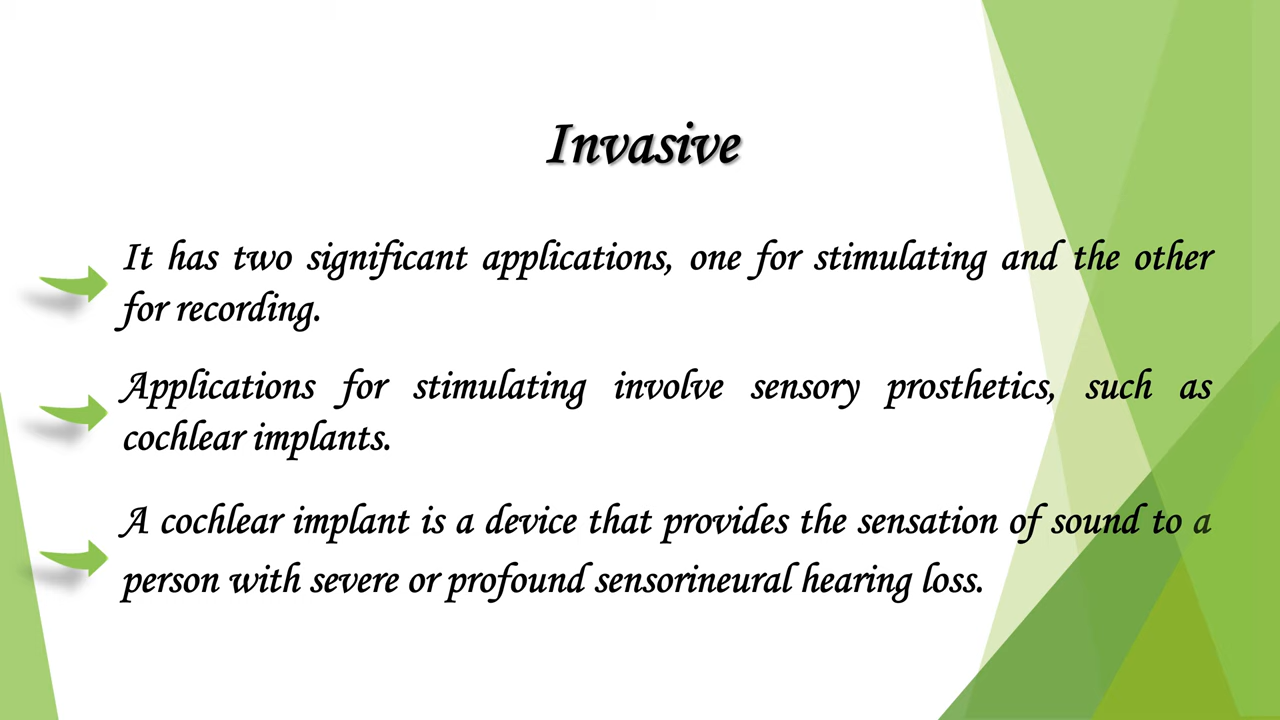 Invasive
It has two significant applications, one for stimulating and the other
for recording.
Applications for stimulating involve sensory prosthetics, such as
cochlear implants.
A cochlear implant is a device that provides the sensation of sound to a
person with severe or profound sensorineural hearing loss.